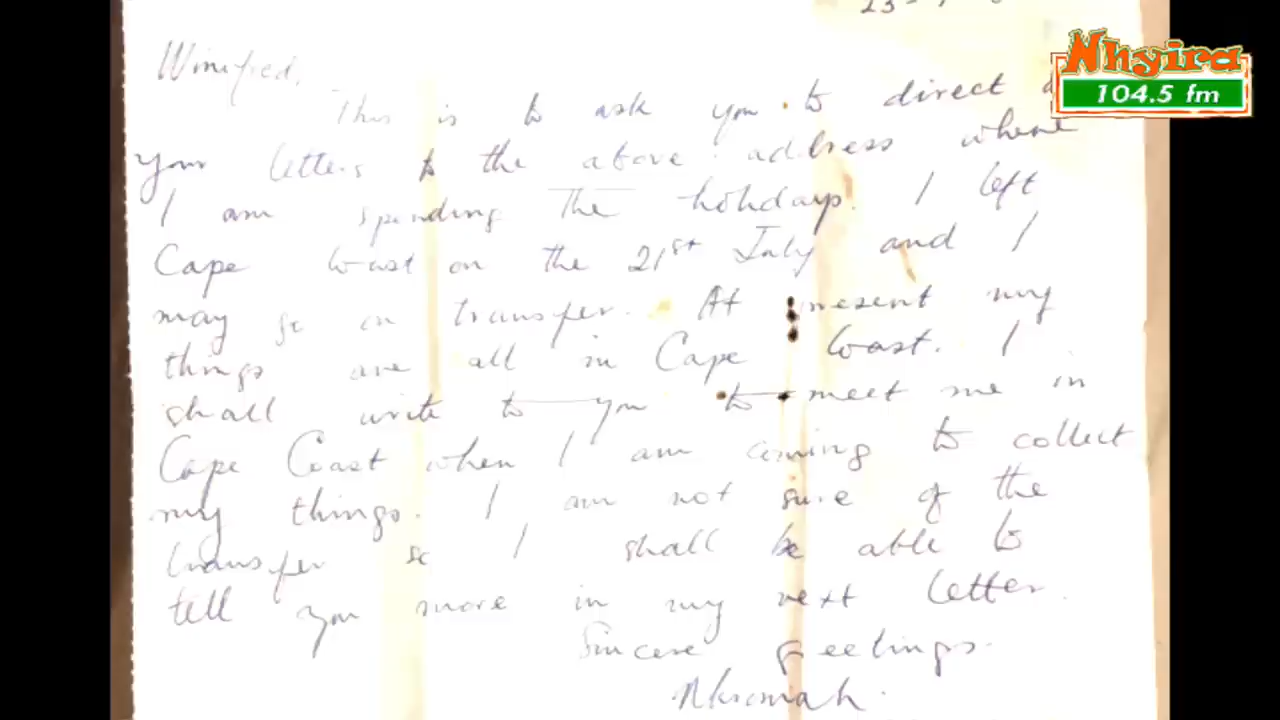 23-
Nhyira
104.5 fm
Winifred,
This is to ask you to direct
your letters to the above address where
I am spending the holidays. I left
Cape Coast on the 21st July and I
may go on transfer. At present my
things are all in Cape Coast. I
shall write to you to meet me in
Cape Coast when I am coming to collect
my things. I am not sure of the
transfer so I shall be able to
tell you more in my next letter.
Sincere greetings.
Nkrumah.